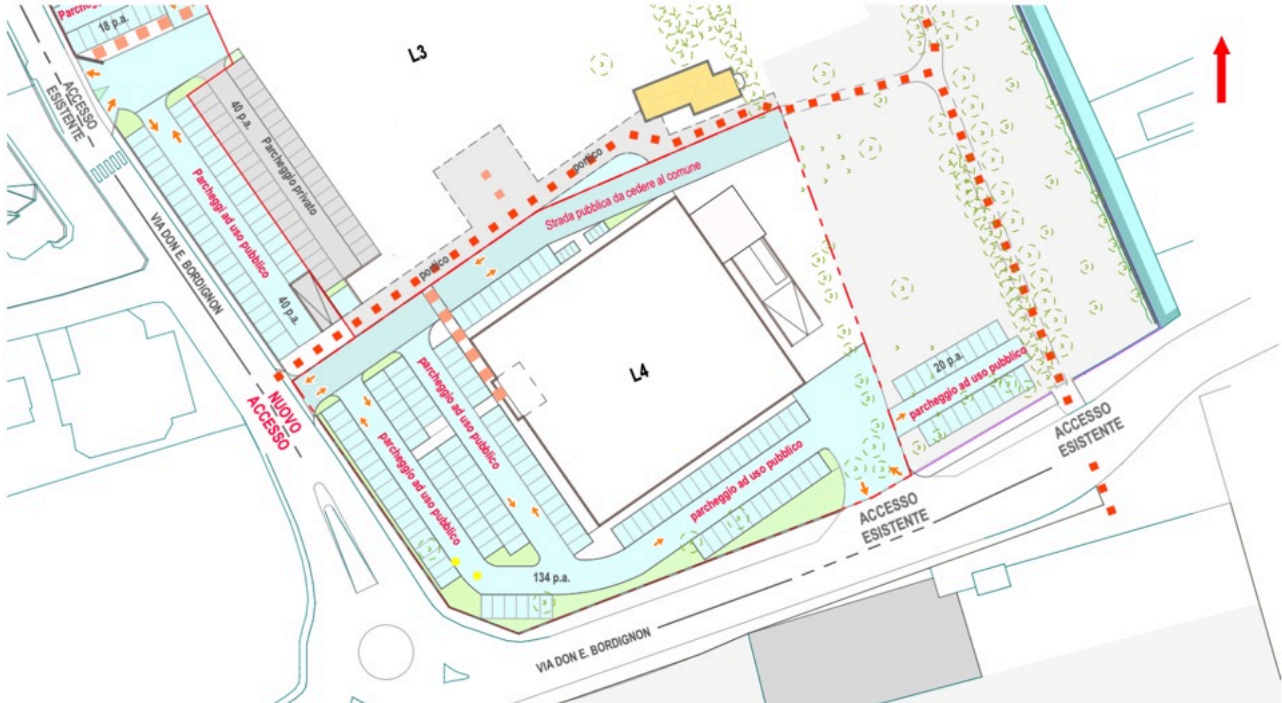 Parcheg
18 p.a.
L3
ACCESSO
ESISTENTE
40 p.a.
Parcheggio privato
Parcheggi ad uso pubblico
40 p.a.
VIA DON E. BORDIGNON
portico
Strada pubblica da cedere al comune
portico
NUOVO
ACCESSO
parcheggio ad uso pubblico
parcheggio ad uso pubblico
L4
20 p.a.
parcheggio ad uso pubblico
parcheggio ad uso pubblico
ACCESSO
ESISTENTE
ACCESSO
ESISTENTE
134 p.a.
VIA DON E. BORDIGNON